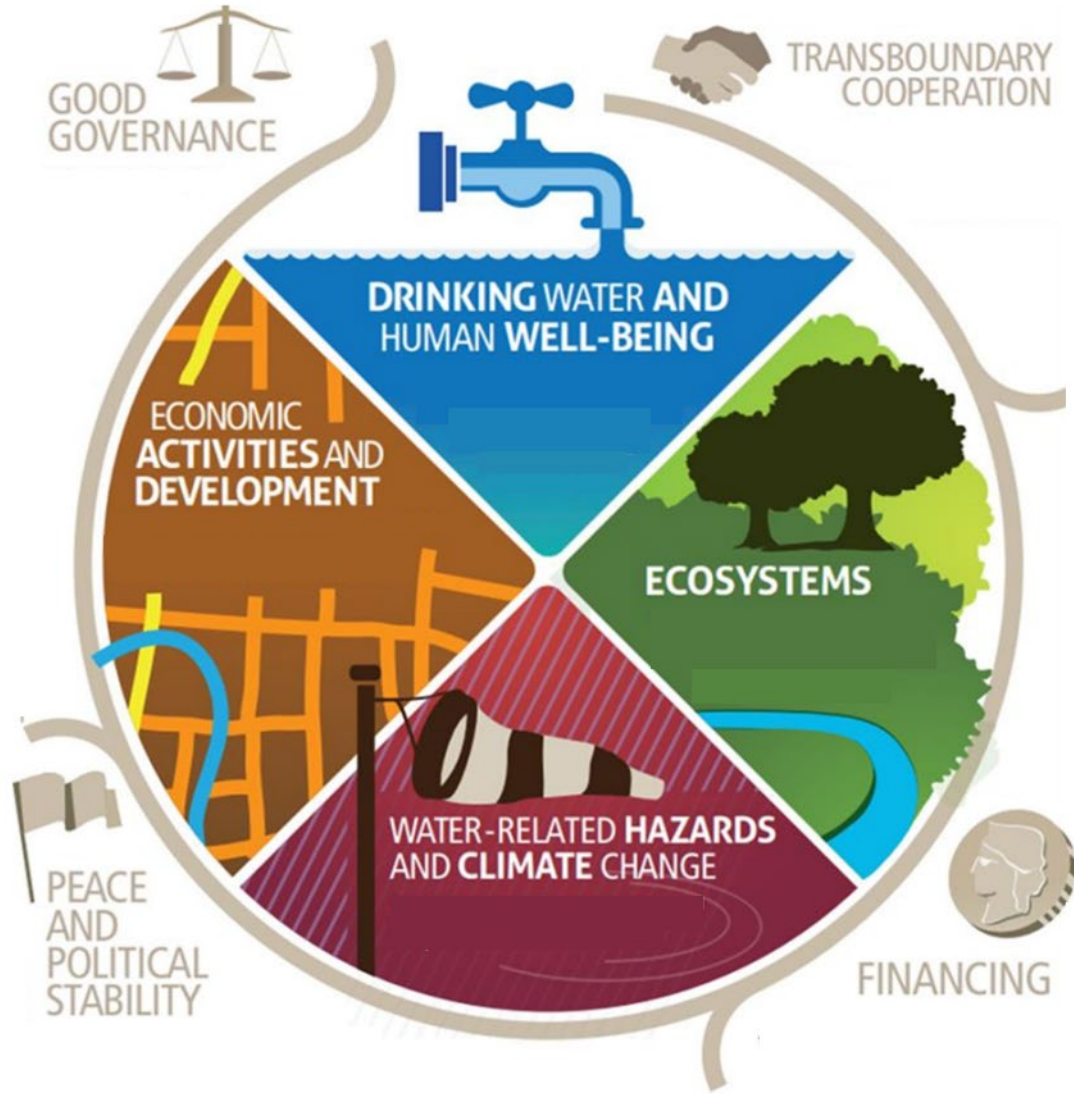 GOOD
GOVERNANCE
TRANSBOUNDARY
COOPERATION
DRINKING WATER AND
HUMAN WELL-BEING
ECONOMIC
ACTIVITIES AND
DEVELOPMENT
ECOSYSTEMS
WATER-RELATED HAZARDS
AND CLIMATE CHANGE
PEACE
AND
POLITICAL
STABILITY
FINANCING